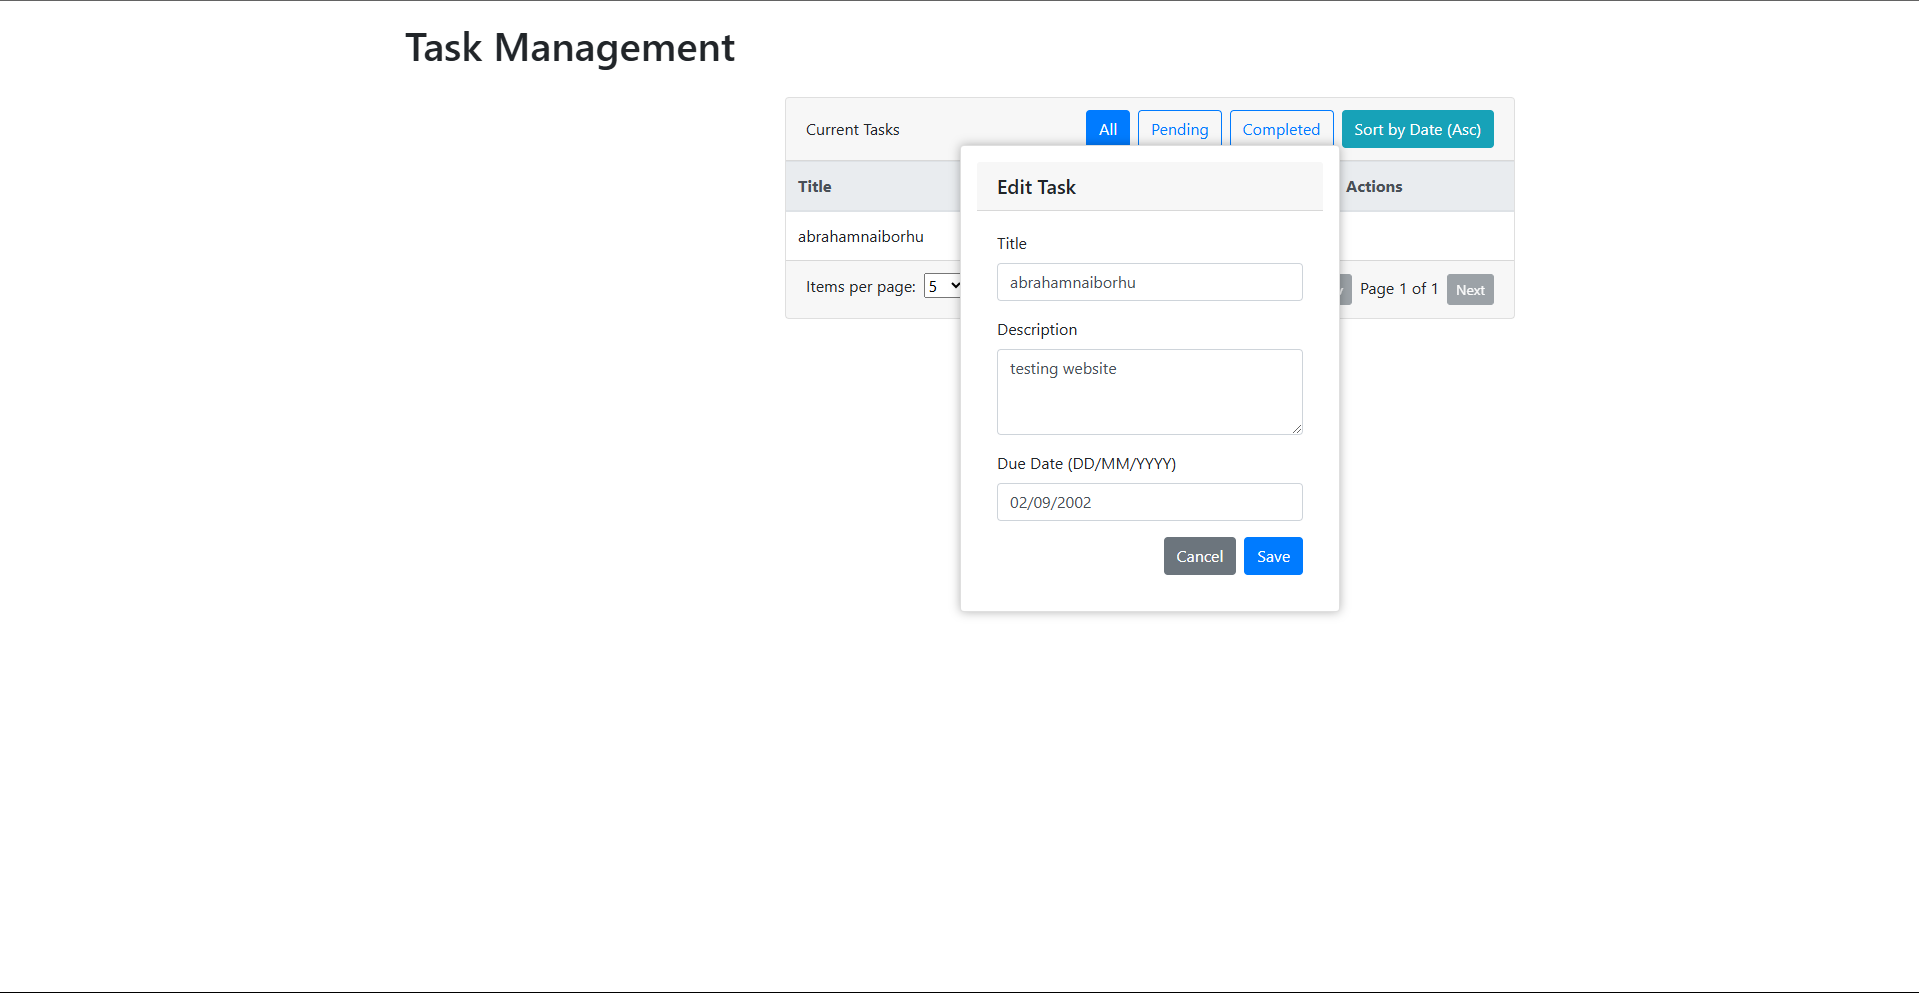 Task Management
Current Tasks All Pending Completed Sort by Date (Asc)
Title Actions
abrahamnaiborhu
Items per page: 5 Page 1 of 1 Next
Edit Task
Title
abrahamnaiborhu
Description
testing website
Due Date (DD/MM/YYYY)
02/09/2002
Cancel Save